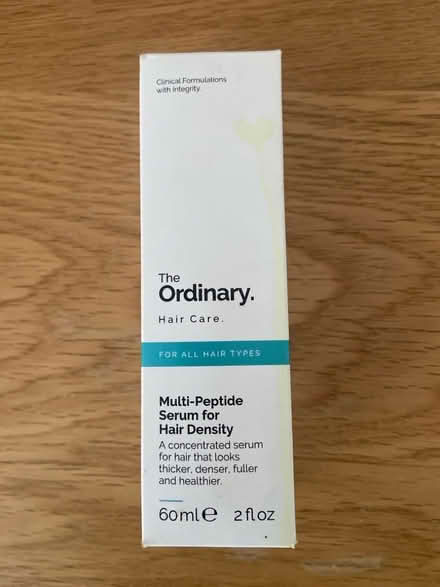 Clinical Formulations
with Integrity.
The
Ordinary.
Hair Care.
FOR ALL HAIR TYPES
Multi-Peptide
Serum for
Hair Density
A concentrated serum
for hair that looks
thicker, denser, fuller
and healthier.
60ml℮ 2 fl oz